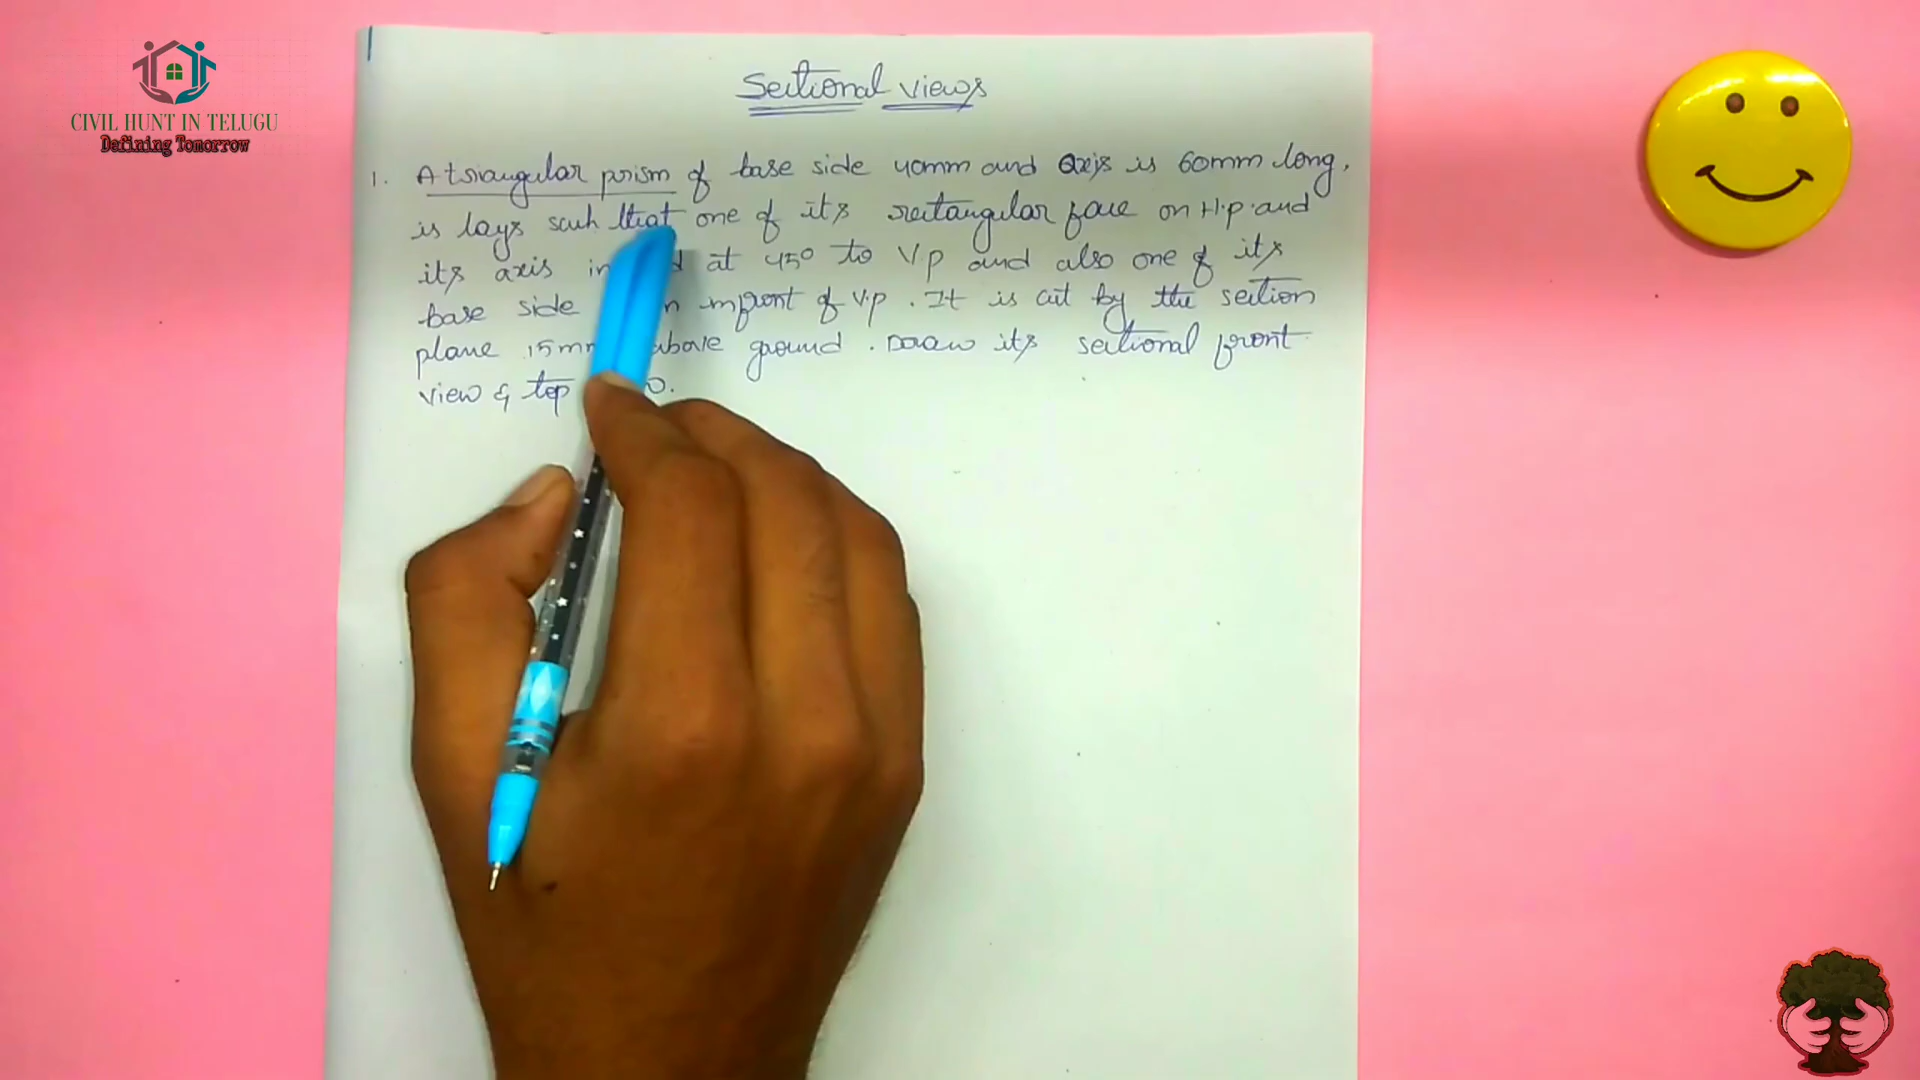 CIVIL HUNT IN TELUGU
Defining Tomorrow
Sectional views
1. A triangular prism of base side 40mm and axis is 60mm long,
is lays scuh that one of its rectangular face on H.p. and
its axis in d at 45° to Vp and also one of its
base side infront of V.p. It is cut by the section
plane 15mm above ground. Draw its sectional front
view & top